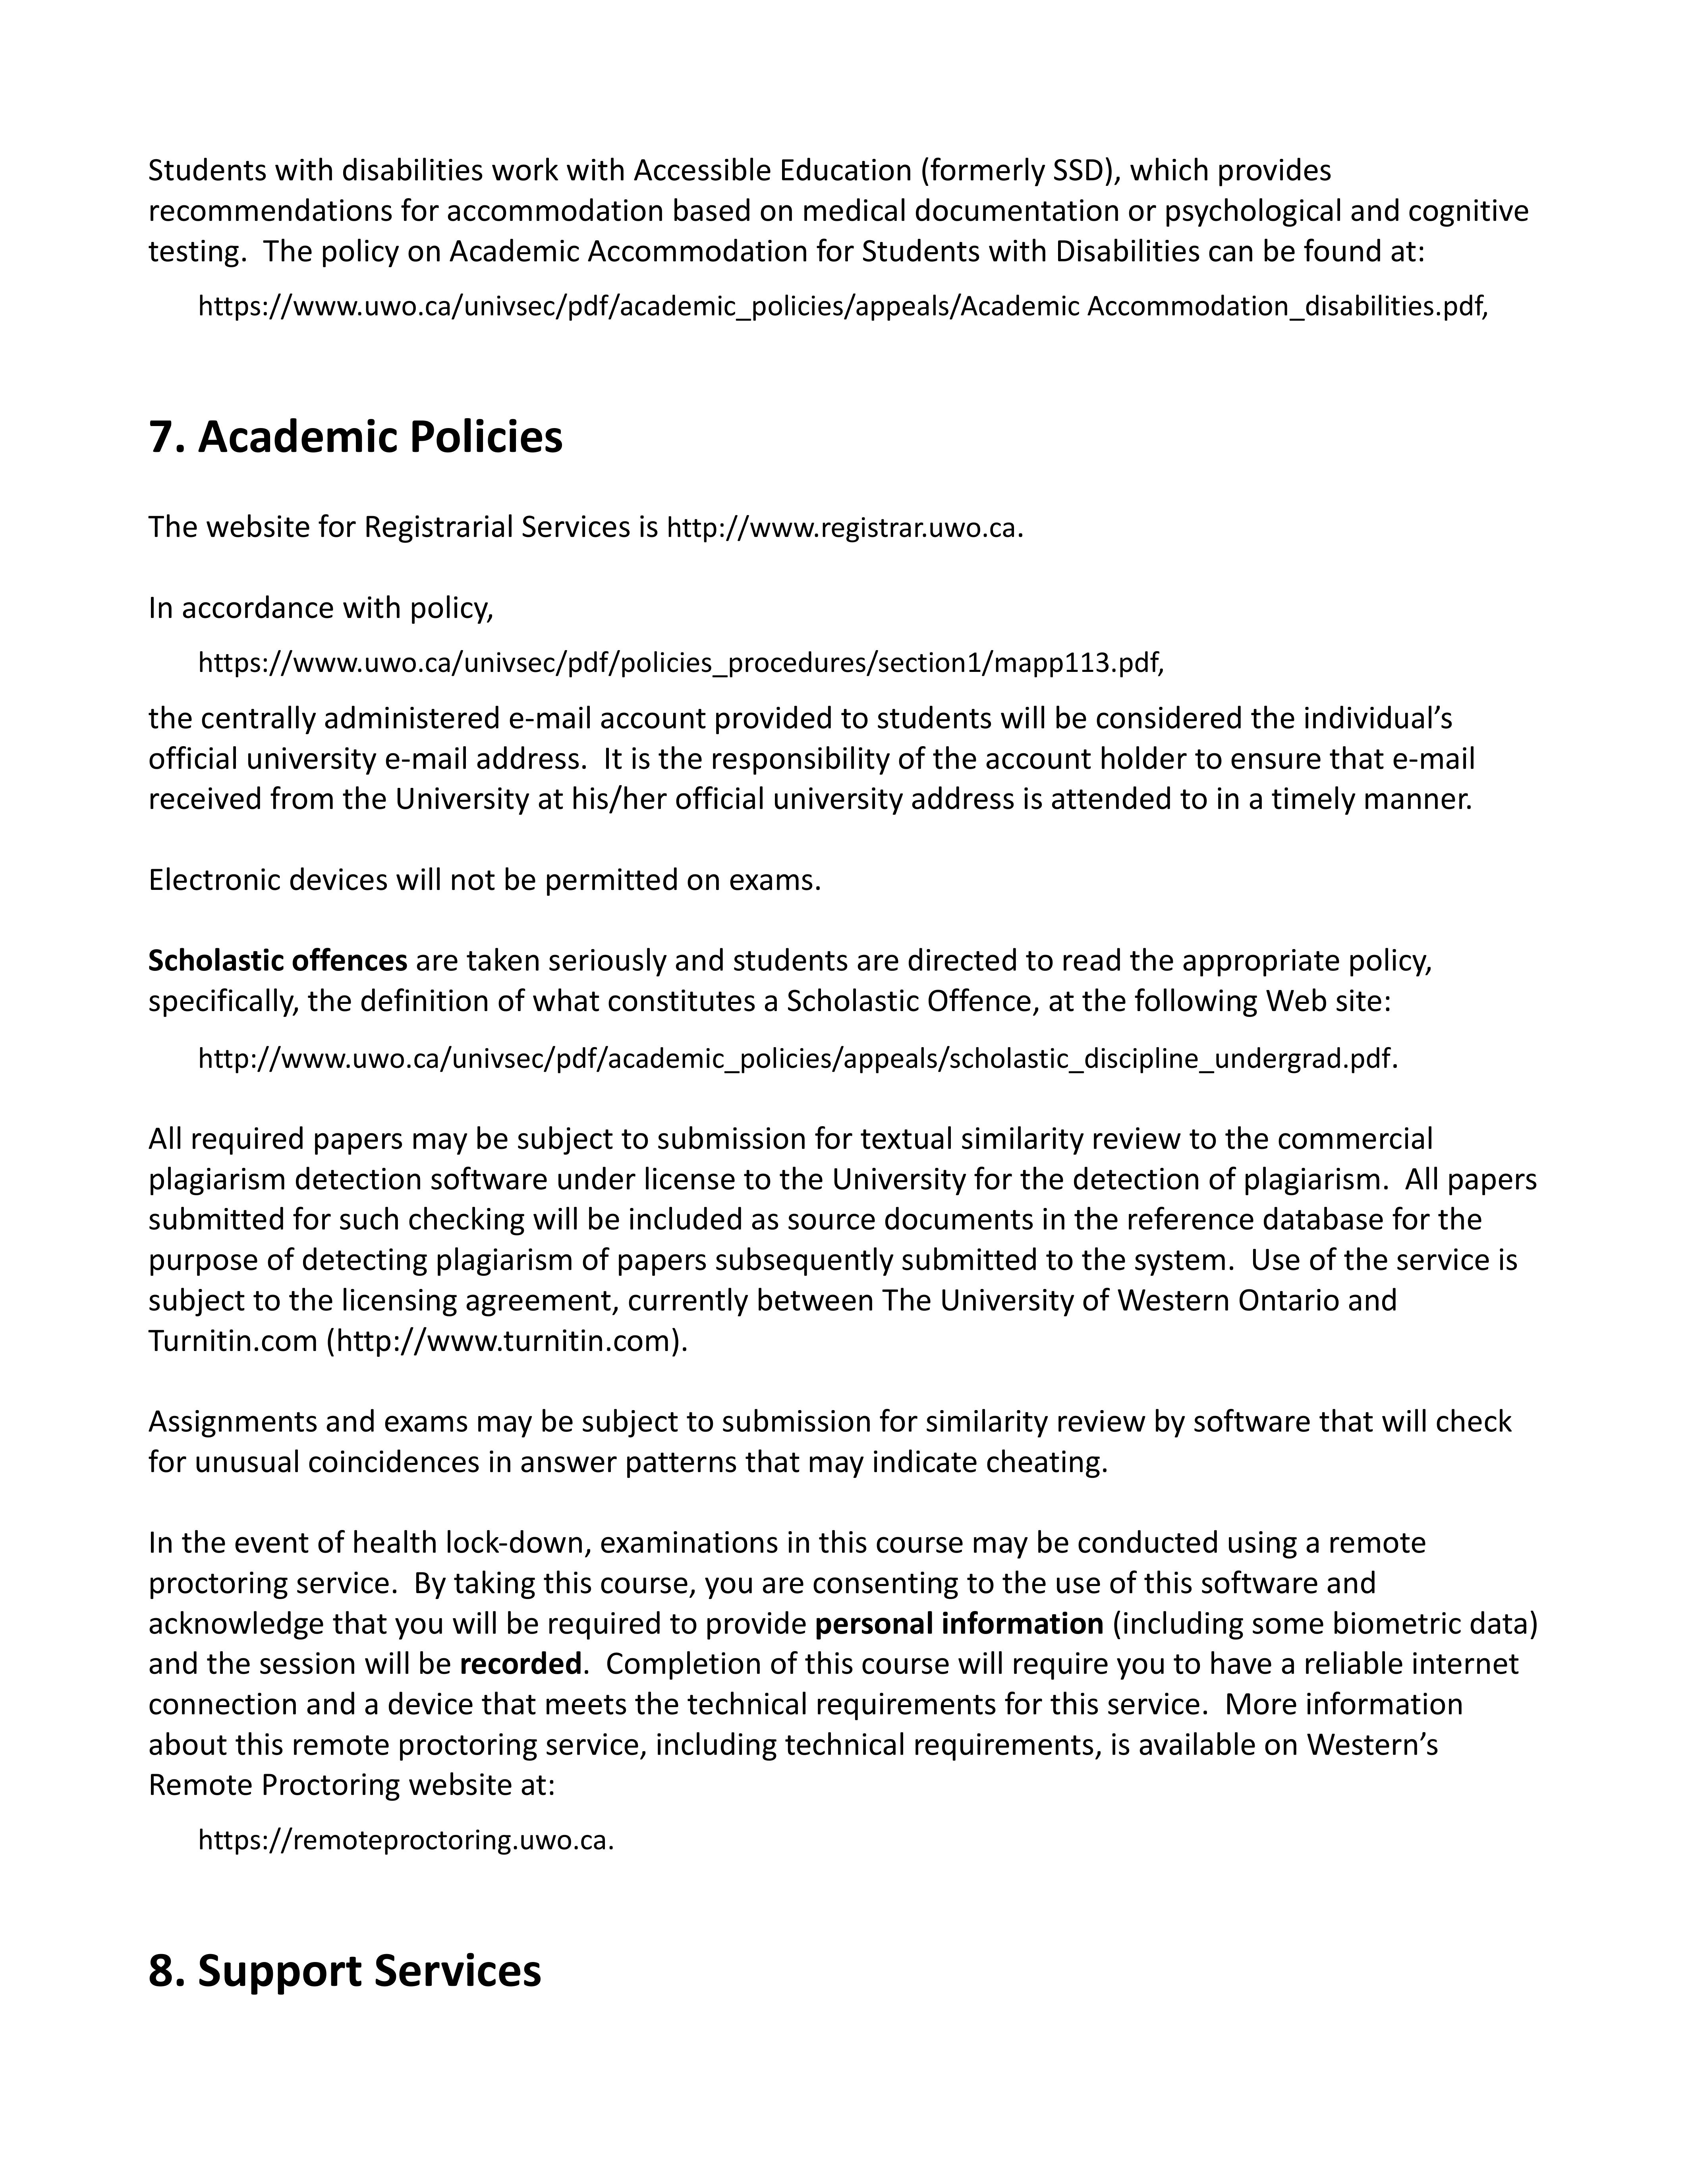 Students with disabilities work with Accessible Education (formerly SSD), which provides
recommendations for accommodation based on medical documentation or psychological and cognitive
testing.  The policy on Academic Accommodation for Students with Disabilities can be found at:
https://www.uwo.ca/univsec/pdf/academic_policies/appeals/Academic Accommodation_disabilities.pdf,
7. Academic Policies
The website for Registrarial Services is http://www.registrar.uwo.ca.
In accordance with policy,
https://www.uwo.ca/univsec/pdf/policies_procedures/section1/mapp113.pdf,
the centrally administered e-mail account provided to students will be considered the individual’s
official university e-mail address.  It is the responsibility of the account holder to ensure that e-mail
received from the University at his/her official university address is attended to in a timely manner.
Electronic devices will not be permitted on exams.
Scholastic offences are taken seriously and students are directed to read the appropriate policy,
specifically, the definition of what constitutes a Scholastic Offence, at the following Web site:
http://www.uwo.ca/univsec/pdf/academic_policies/appeals/scholastic_discipline_undergrad.pdf.
All required papers may be subject to submission for textual similarity review to the commercial
plagiarism detection software under license to the University for the detection of plagiarism.  All papers
submitted for such checking will be included as source documents in the reference database for the
purpose of detecting plagiarism of papers subsequently submitted to the system.  Use of the service is
subject to the licensing agreement, currently between The University of Western Ontario and
Turnitin.com (http://www.turnitin.com).
Assignments and exams may be subject to submission for similarity review by software that will check
for unusual coincidences in answer patterns that may indicate cheating.
In the event of health lock-down, examinations in this course may be conducted using a remote
proctoring service.  By taking this course, you are consenting to the use of this software and
acknowledge that you will be required to provide personal information (including some biometric data)
and the session will be recorded.  Completion of this course will require you to have a reliable internet
connection and a device that meets the technical requirements for this service.  More information
about this remote proctoring service, including technical requirements, is available on Western’s
Remote Proctoring website at:
https://remoteproctoring.uwo.ca.
8. Support Services